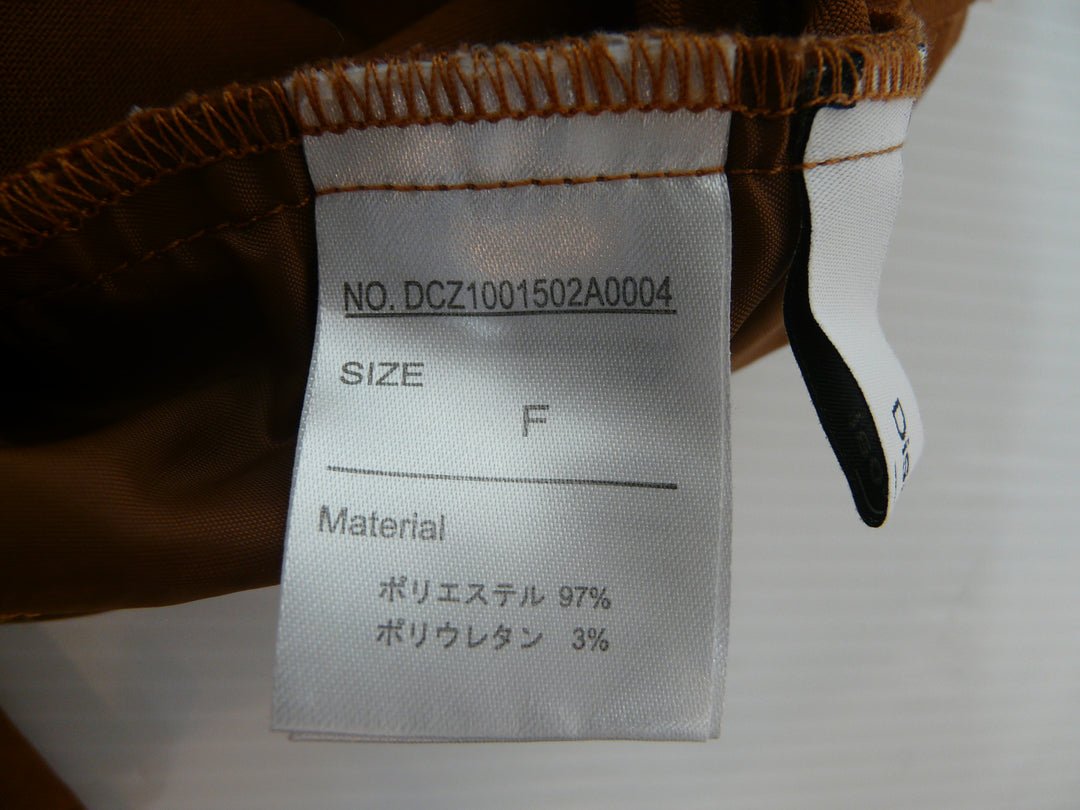 NO. DCZ1001502A0004
SIZE
F
Material
ポリエステル 97%
ポリウレタン 3%